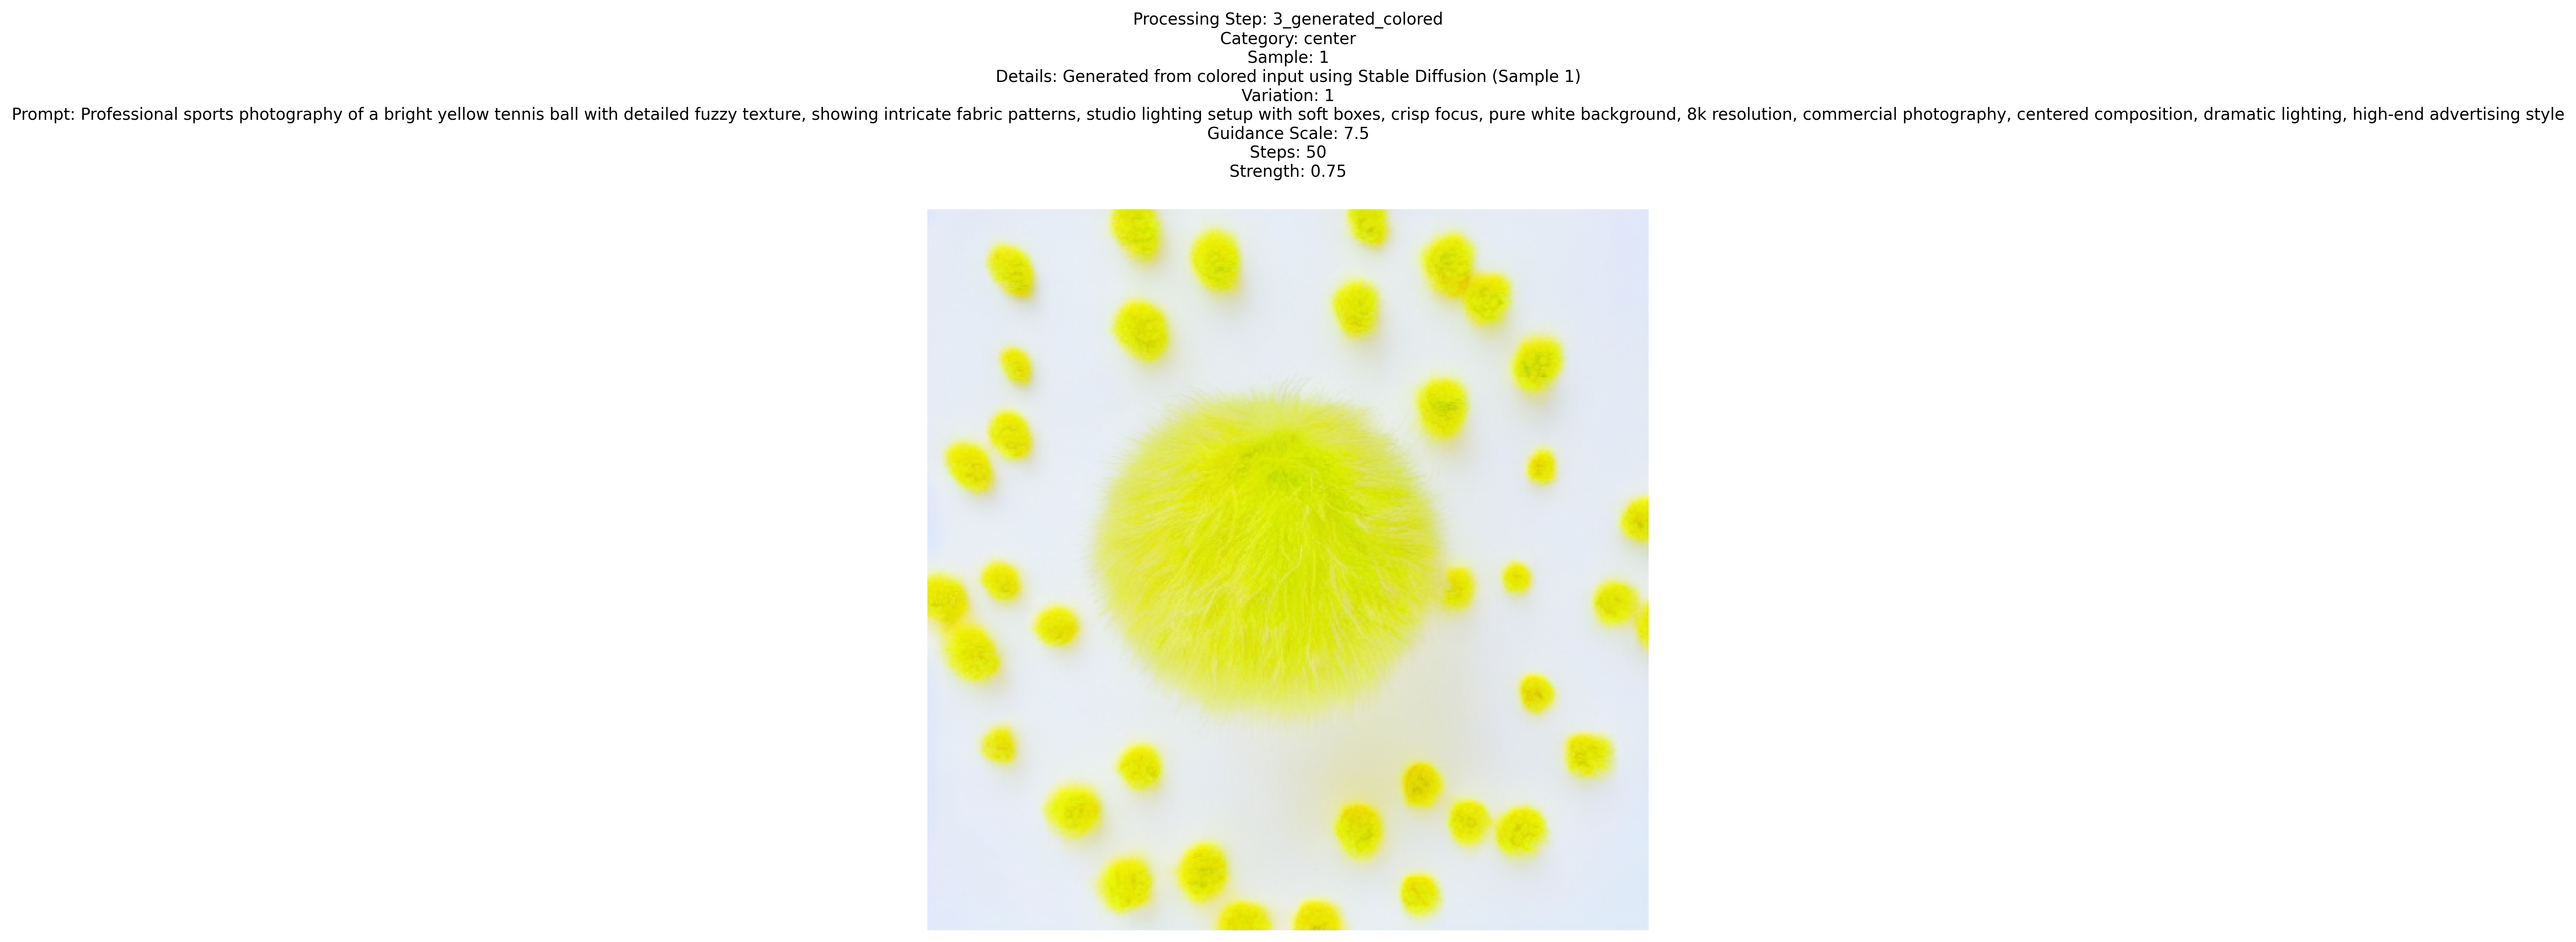 Processing Step: 3_generated_colored
Category: center
Sample: 1
Details: Generated from colored input using Stable Diffusion (Sample 1)
Variation: 1
Prompt: Professional sports photography of a bright yellow tennis ball with detailed fuzzy texture, showing intricate fabric patterns, studio lighting setup with soft boxes, crisp focus, pure white background, 8k resolution, commercial photography, centered composition, dramatic lighting, high-end advertising style
Guidance Scale: 7.5
Steps: 50
Strength: 0.75